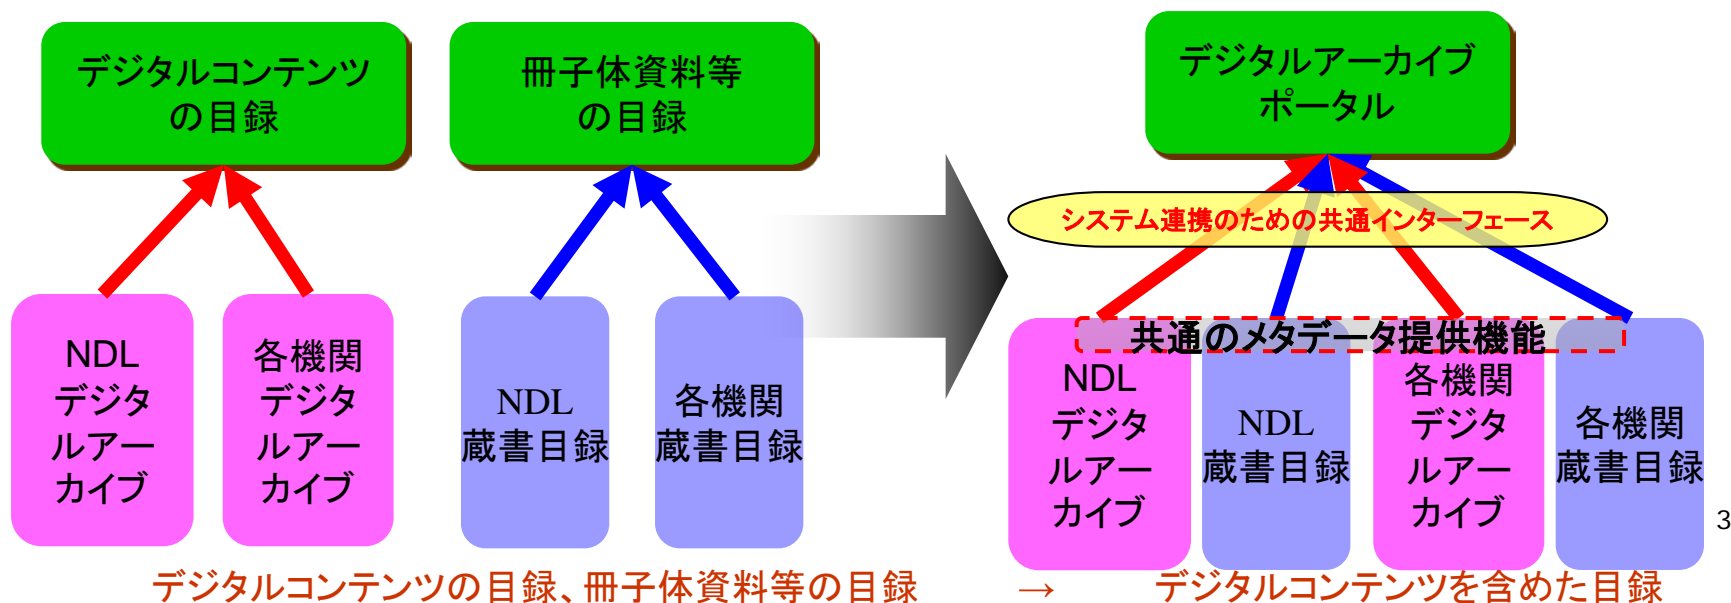 デジタルコンテンツ
の目録
冊子体資料等
の目録
デジタルアーカイブ
ポータル
システム連携のための共通インターフェース
共通のメタデータ提供機能
NDL
デジタ
ルアー
カイブ
各機関
デジタ
ルアー
カイブ
NDL
蔵書目録
各機関
蔵書目録
NDL
デジタ
ルアー
カイブ
NDL
蔵書目録
各機関
デジタ
ルアー
カイブ
各機関
蔵書目録
3
デジタルコンテンツの目録、冊子体資料等の目録 → デジタルコンテンツを含めた目録